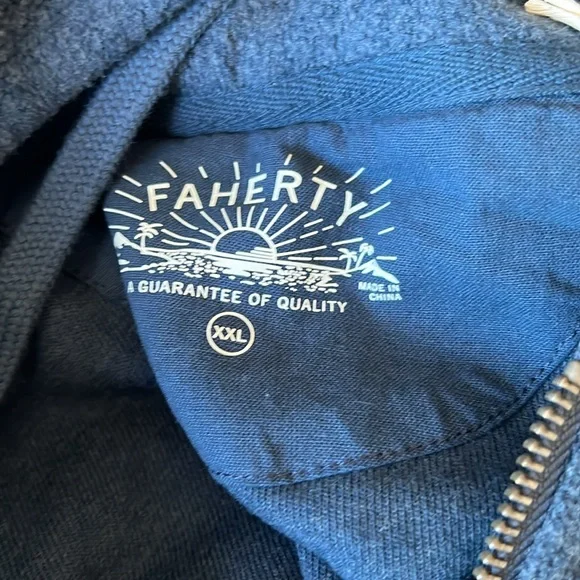 FAHERTY
A GUARANTEE OF QUALITY
MADE IN
CHINA
XXL